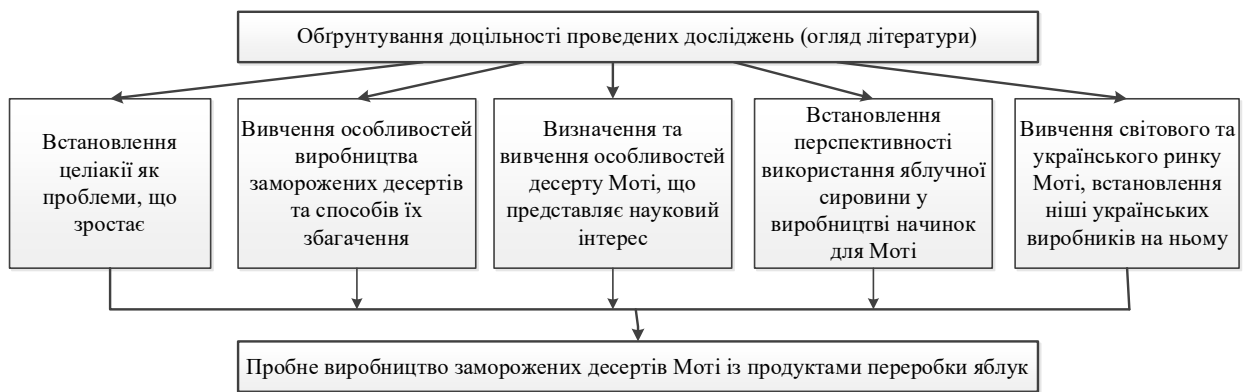 Обґрунтування доцільності проведених досліджень (огляд літератури)
Встановлення
целіакії як
проблеми, що
зростає
Вивчення особливостей
виробництва
заморожених десертів
та способів їх
збагачення
Визначення та
вивчення особливостей
десерту Моті, що
представляє науковий
інтерес
Встановлення
перспективності
використання яблучної
сировини у
виробництві начинок
для Моті
Вивчення світового та
українського ринку
Моті, встановлення
ніші українських
виробників на ньому
Пробне виробництво заморожених десертів Моті із продуктами переробки яблук